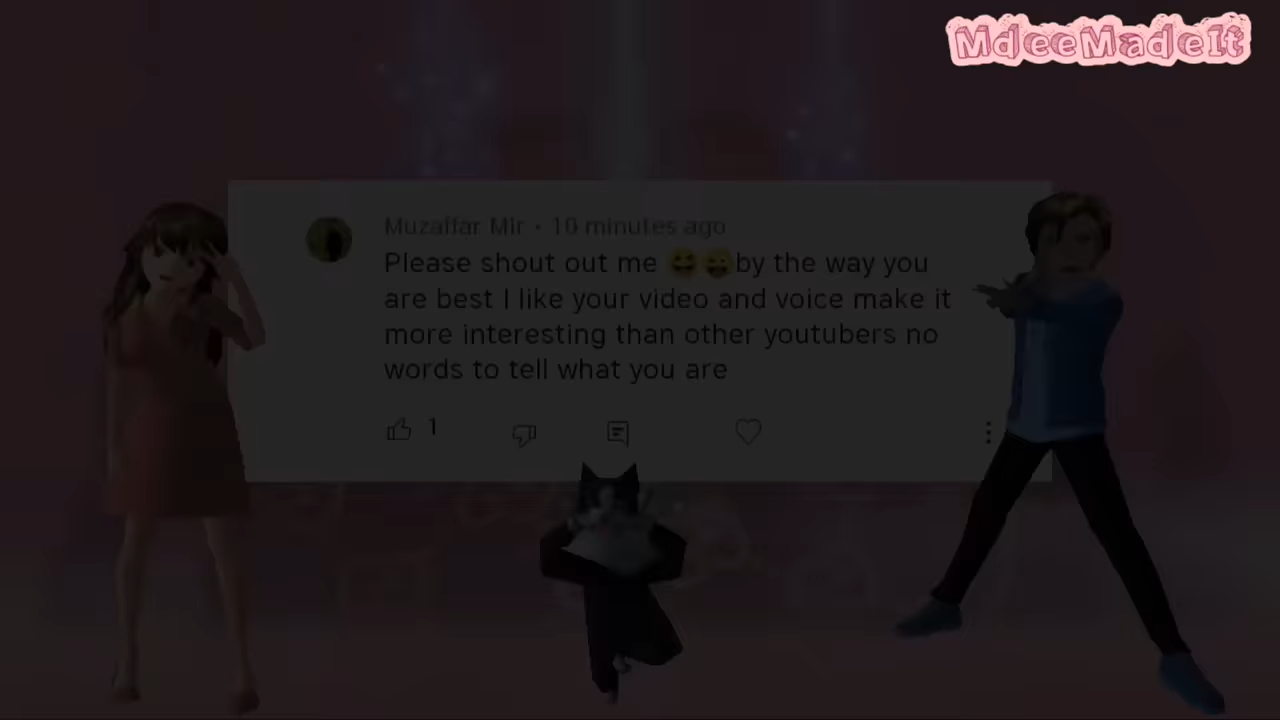 MdeeMadeIt
Muzaffar Mir • 10 minutes ago
Please shout out me 😆😜by the way you
are best I like your video and voice make it
more interesting than other youtubers no
words to tell what you are
1